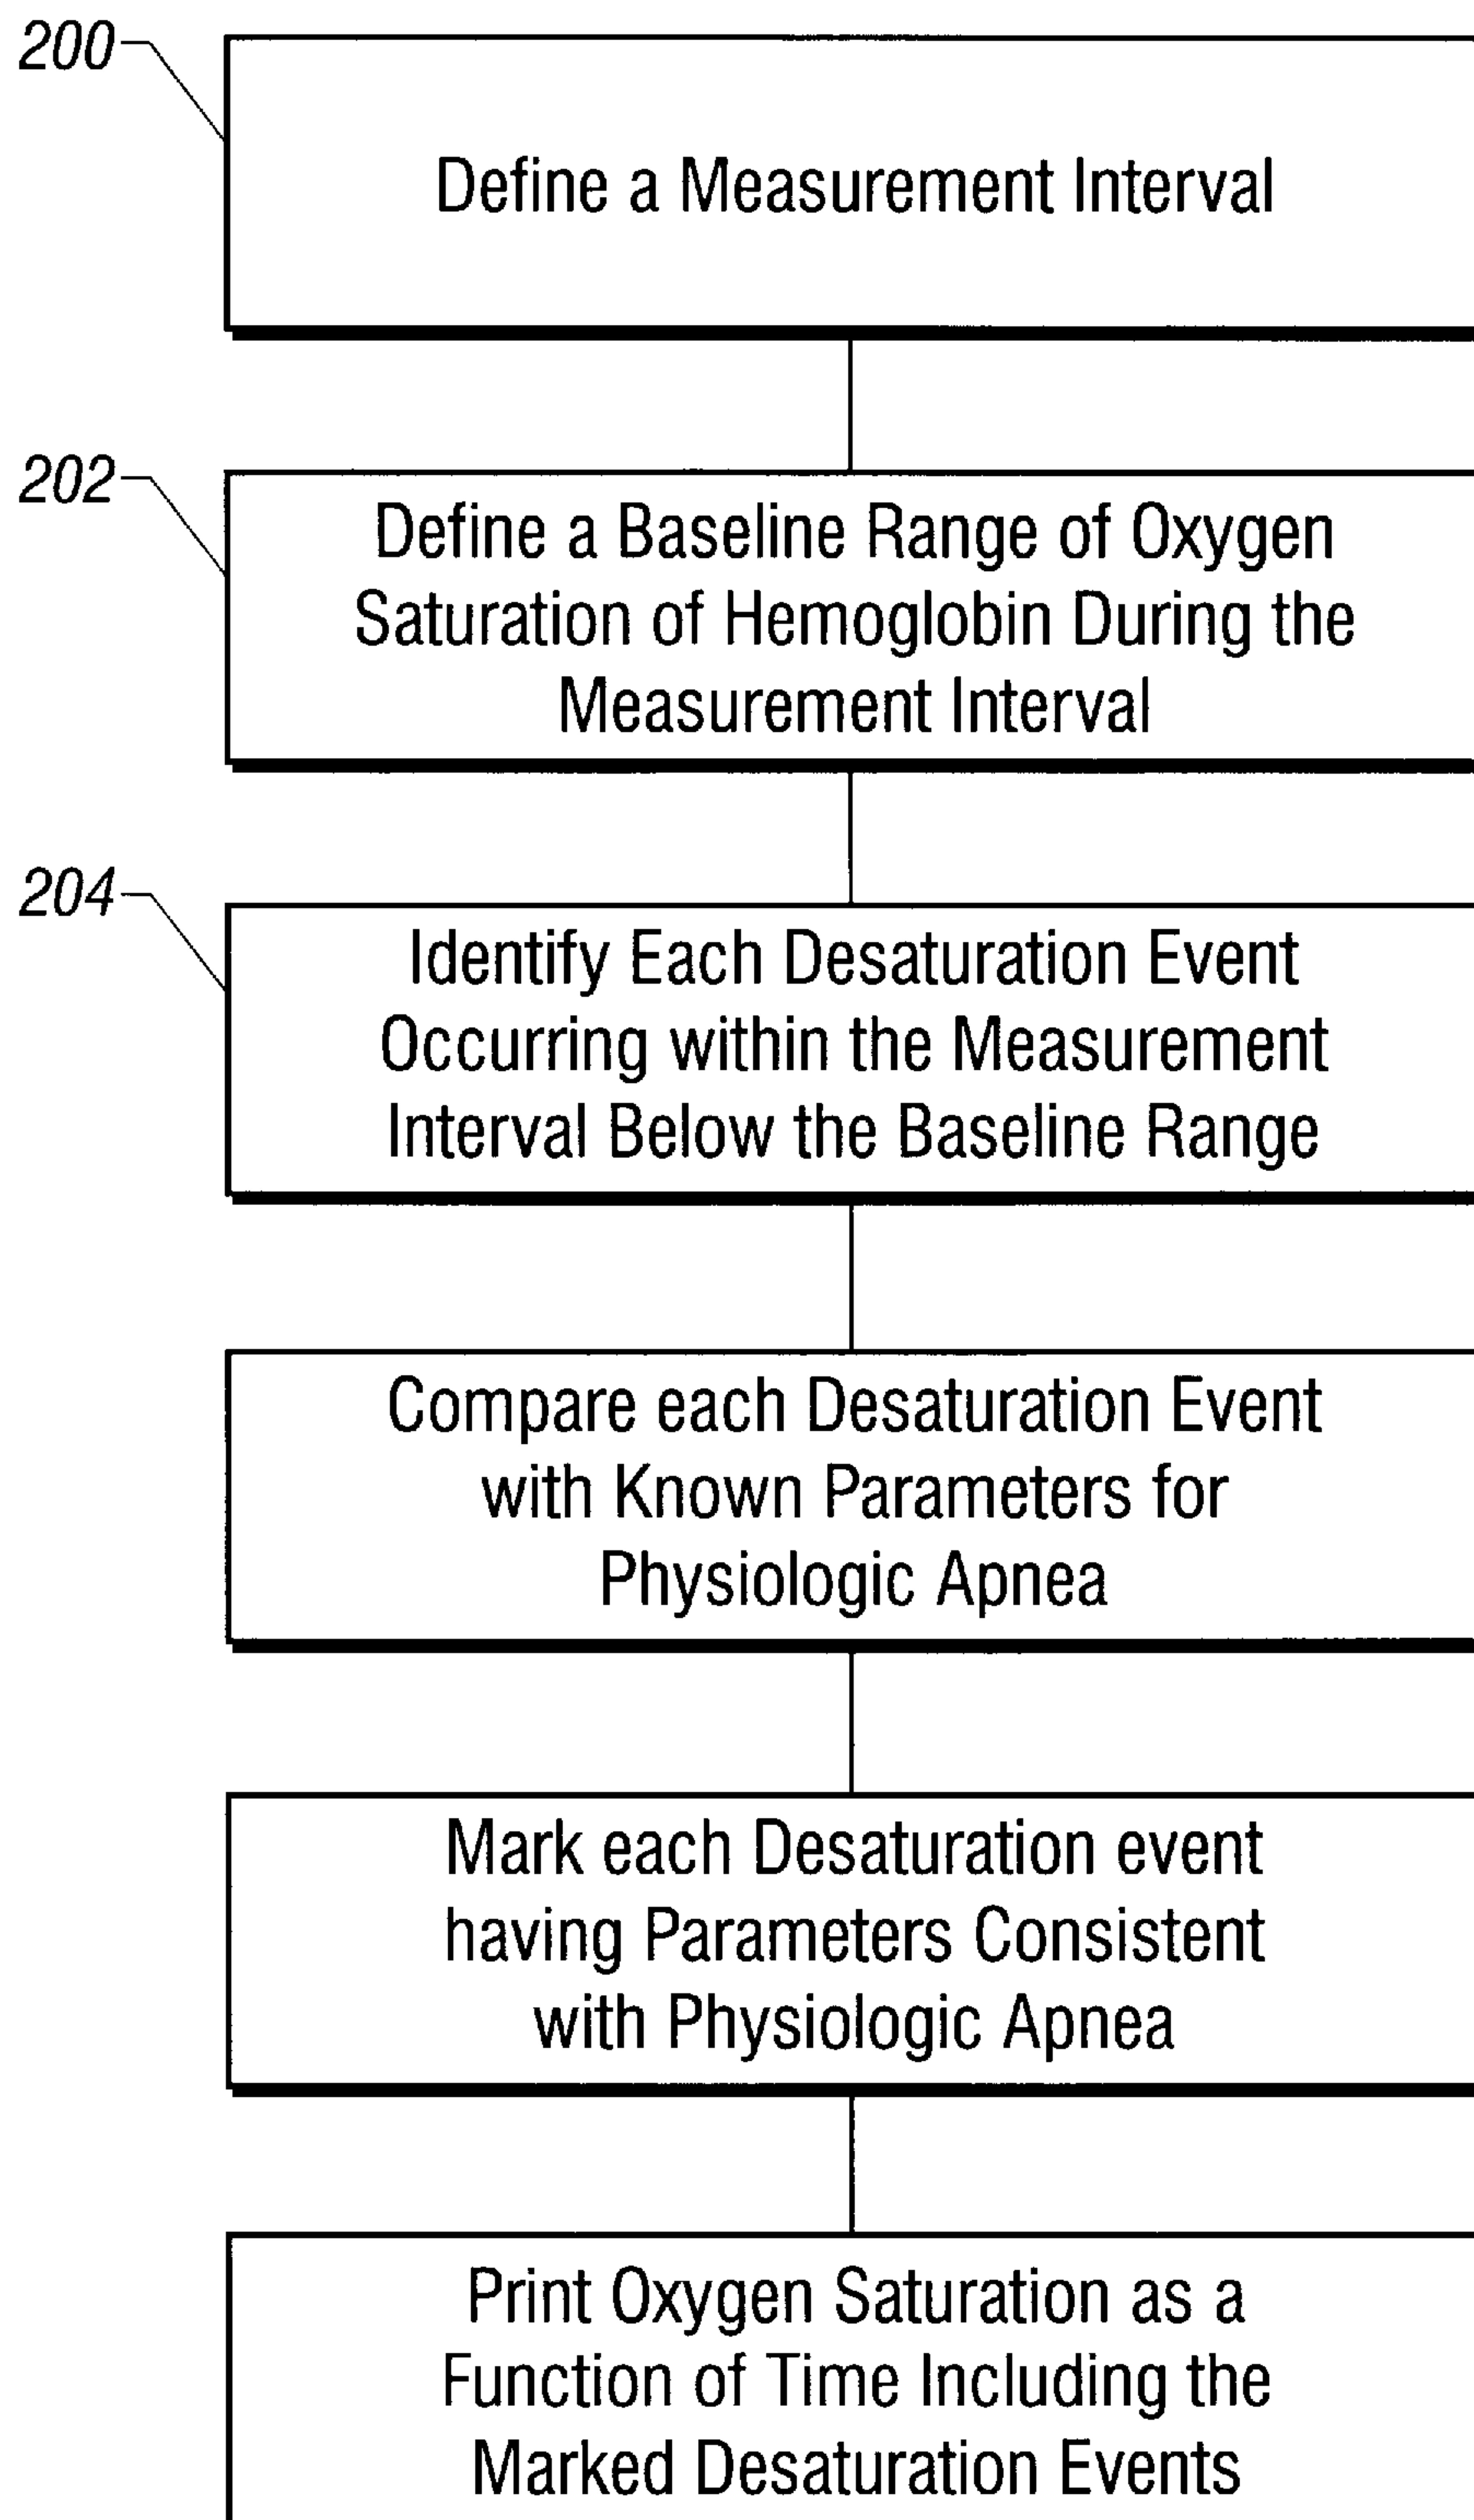 200
Define a Measurement Interval
202
Define a Baseline Range of Oxygen
Saturation of Hemoglobin During the
Measurement Interval
204
Identify Each Desaturation Event
Occurring within the Measurement
Interval Below the Baseline Range
Compare each Desaturation Event
with Known Parameters for
Physiologic Apnea
Mark each Desaturation event
having Parameters Consistent
with Physiologic Apnea
Print Oxygen Saturation as a
Function of Time Including the
Marked Desaturation Events